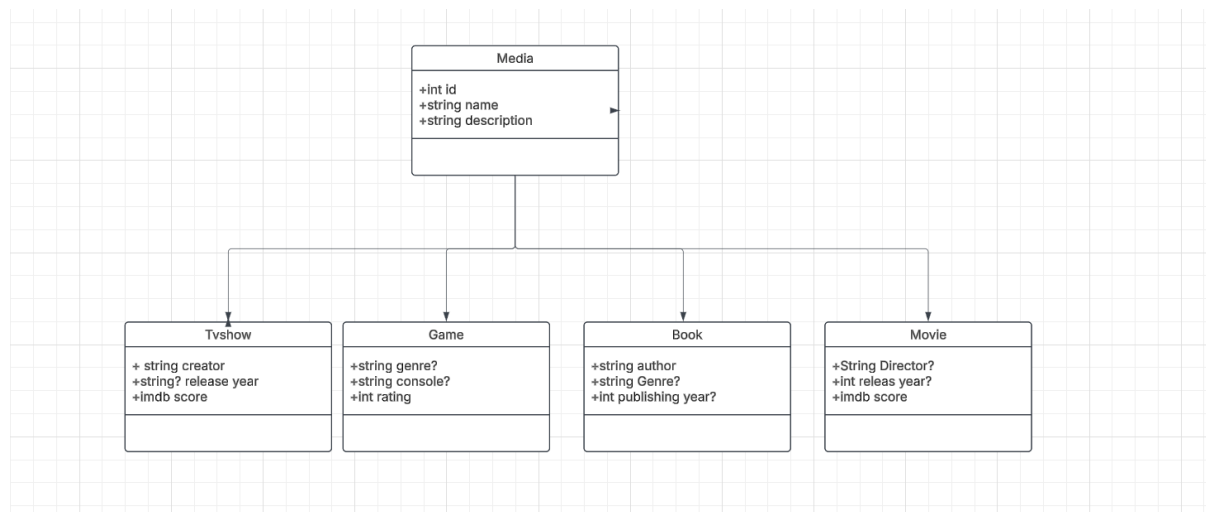 Media
+int id
+string name
+string description
Tvshow
+ string creator
+string? release year
+imdb score
Game
+string genre?
+string console?
+int rating
Book
+string author
+string Genre?
+int publishing year?
Movie
+String Director?
+int releas year?
+imdb score